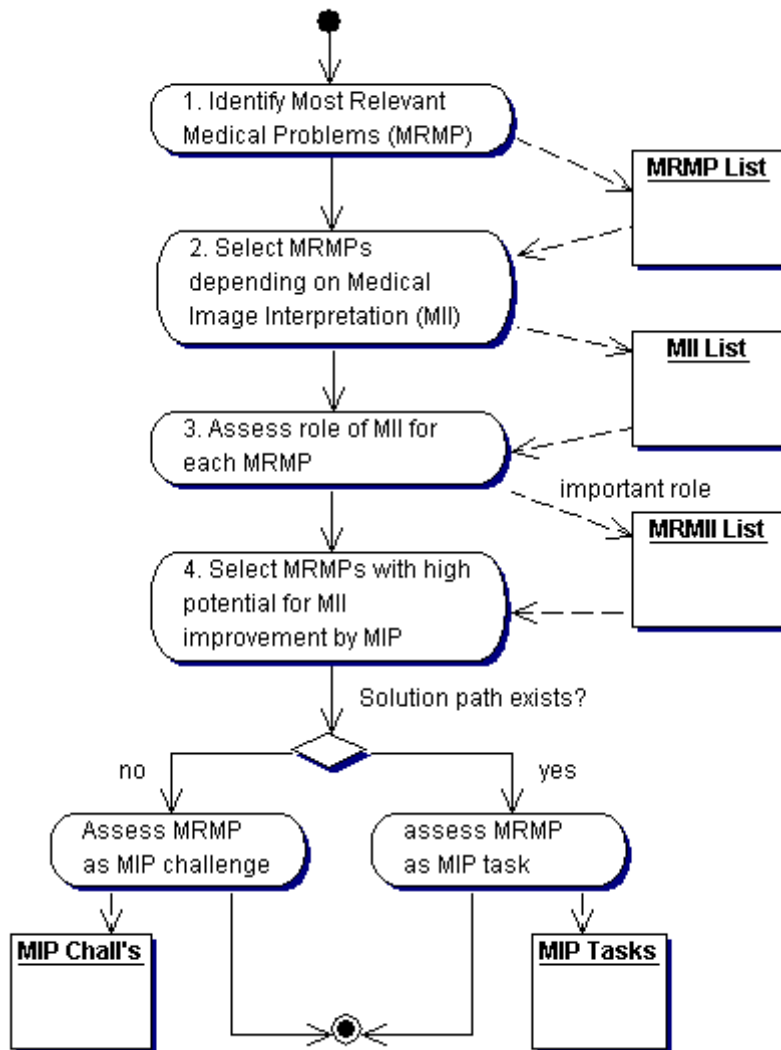 1. Identify Most Relevant
Medical Problems (MRMP)
MRMP List
2. Select MRMPs
depending on Medical
Image Interpretation (MII)
MII List
3. Assess role of MII for
each MRMP
important role
MRMII List
4. Select MRMPs with high
potential for MII
improvement by MIP
Solution path exists?
no
yes
Assess MRMP
as MIP challenge
assess MRMP
as MIP task
MIP Chall's
MIP Tasks